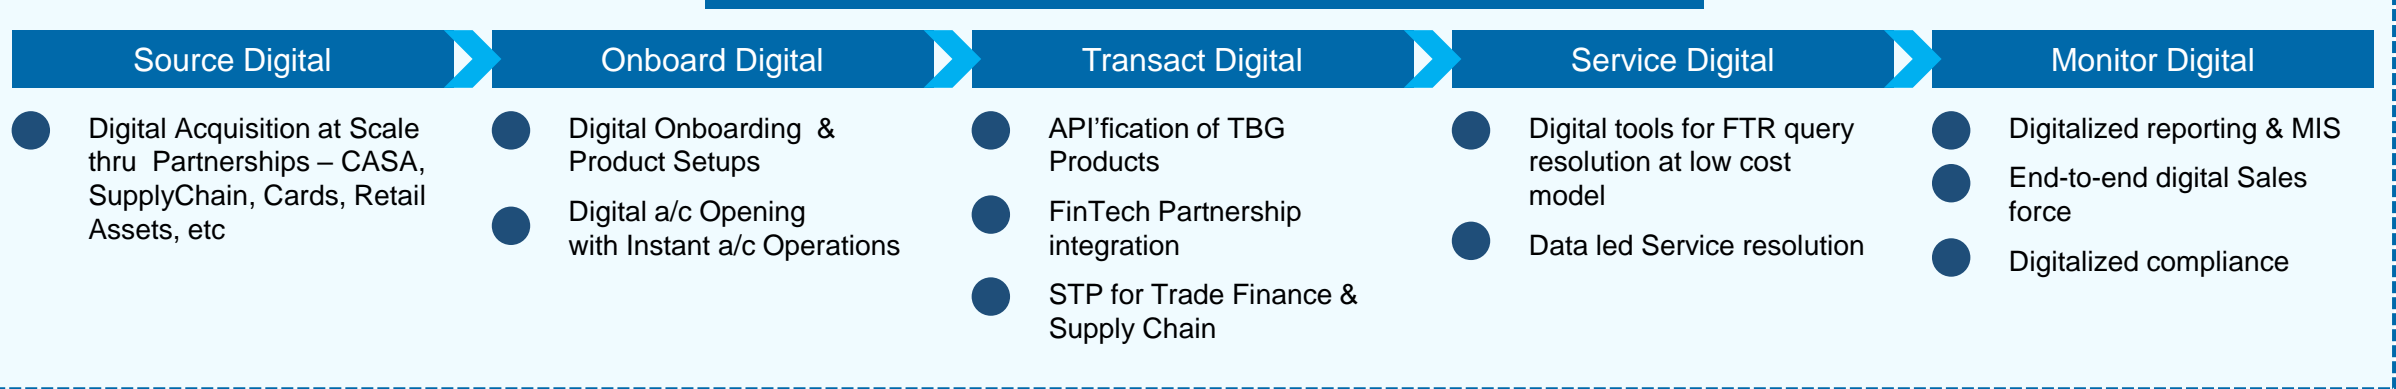 Source Digital
Digital Acquisition at Scale
thru  Partnerships – CASA,
SupplyChain, Cards, Retail
Assets, etc
Onboard Digital
Digital Onboarding  &
Product Setups
Digital a/c Opening
with Instant a/c Operations
Transact Digital
API’fication of TBG
Products
FinTech Partnership
integration
STP for Trade Finance &
Supply Chain
Service Digital
Digital tools for FTR query
resolution at low cost
model
Data led Service resolution
Monitor Digital
Digitalized reporting & MIS
End-to-end digital Sales
force
Digitalized compliance